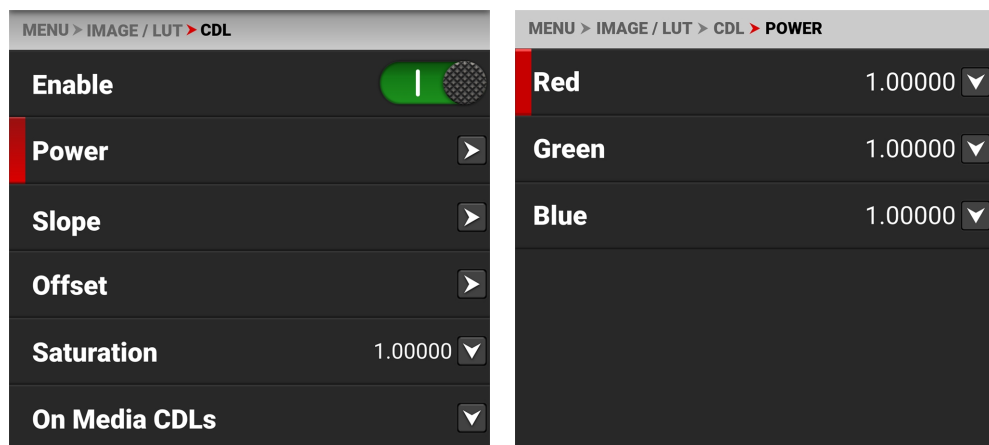 MENU > IMAGE / LUT > CDL
Enable
Power
Slope
Offset
Saturation 1.00000
On Media CDLs
MENU > IMAGE / LUT > CDL > POWER
Red 1.00000
Green 1.00000
Blue 1.00000